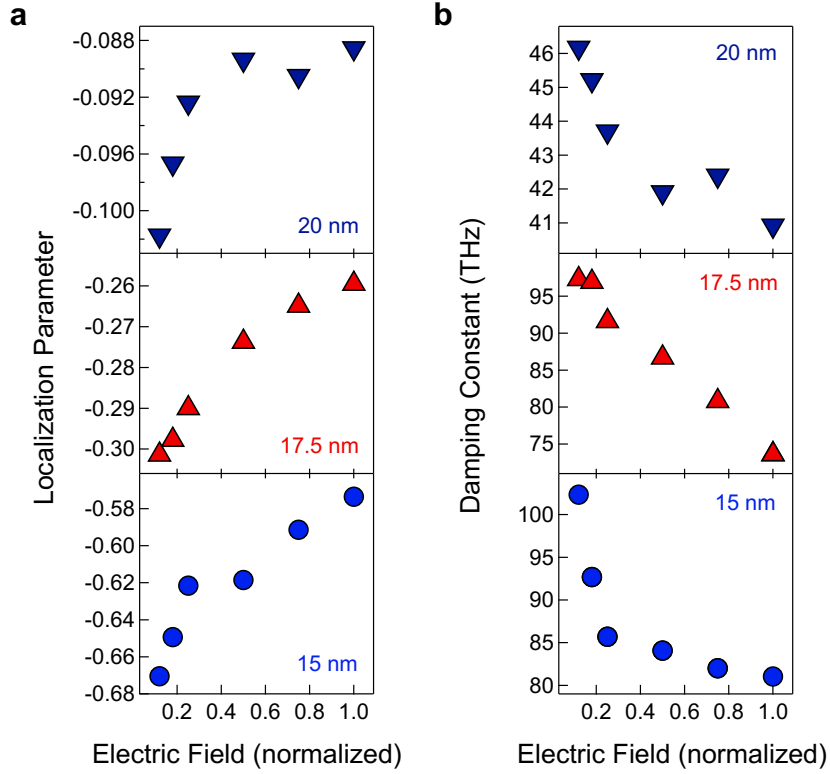 a
Localization Parameter
-0.088
-0.092
-0.096
-0.100
20 nm
-0.26
-0.27
-0.28
-0.29
-0.30
17.5 nm
-0.58
-0.60
-0.62
-0.64
-0.66
-0.68
15 nm
0.2 0.4 0.6 0.8 1.0
Electric Field (normalized)
b
Damping Constant (THz)
46
45
44
43
42
41
20 nm
95
90
85
80
75
17.5 nm
100
95
90
85
80
15 nm
0.2 0.4 0.6 0.8 1.0
Electric Field (normalized)